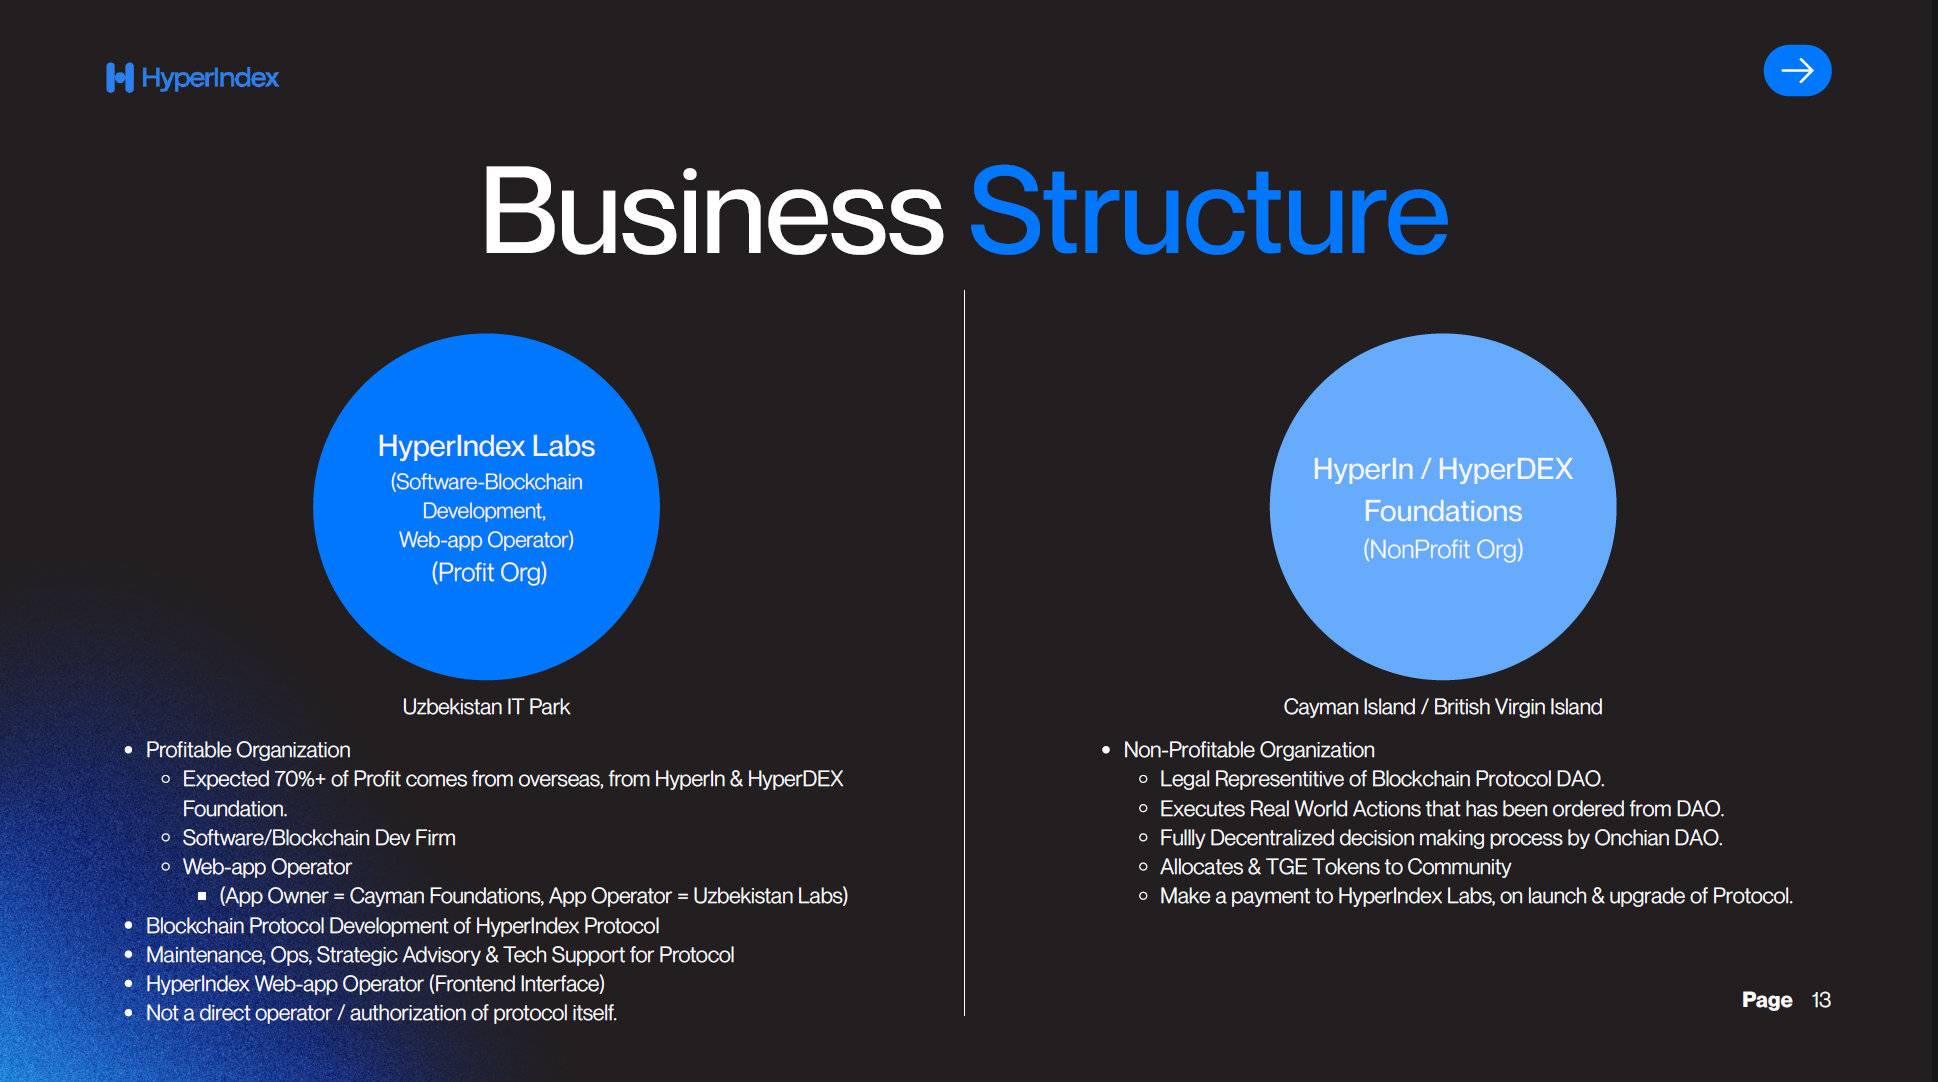 HyperIndex
Business Structure
HyperIndex Labs
(Software-Blockchain
Development,
Web-app Operator)
(Profit Org)
Uzbekistan IT Park
• Profitable Organization
◦ Expected 70%+ of Profit comes from overseas, from HyperIn & HyperDEX
Foundation.
◦ Software/Blockchain Dev Firm
◦ Web-app Operator
▪ (App Owner = Cayman Foundations, App Operator = Uzbekistan Labs)
• Blockchain Protocol Development of HyperIndex Protocol
• Maintenance, Ops, Strategic Advisory & Tech Support for Protocol
• HyperIndex Web-app Operator (Frontend Interface)
• Not a direct operator / authorization of protocol itself.
HyperIn / HyperDEX
Foundations
(NonProfit Org)
Cayman Island / British Virgin Island
• Non-Profitable Organization
◦ Legal Representitive of Blockchain Protocol DAO.
◦ Executes Real World Actions that has been ordered from DAO.
◦ Fullly Decentralized decision making process by Onchian DAO.
◦ Allocates & TGE Tokens to Community
◦ Make a payment to HyperIndex Labs, on launch & upgrade of Protocol.
Page 13